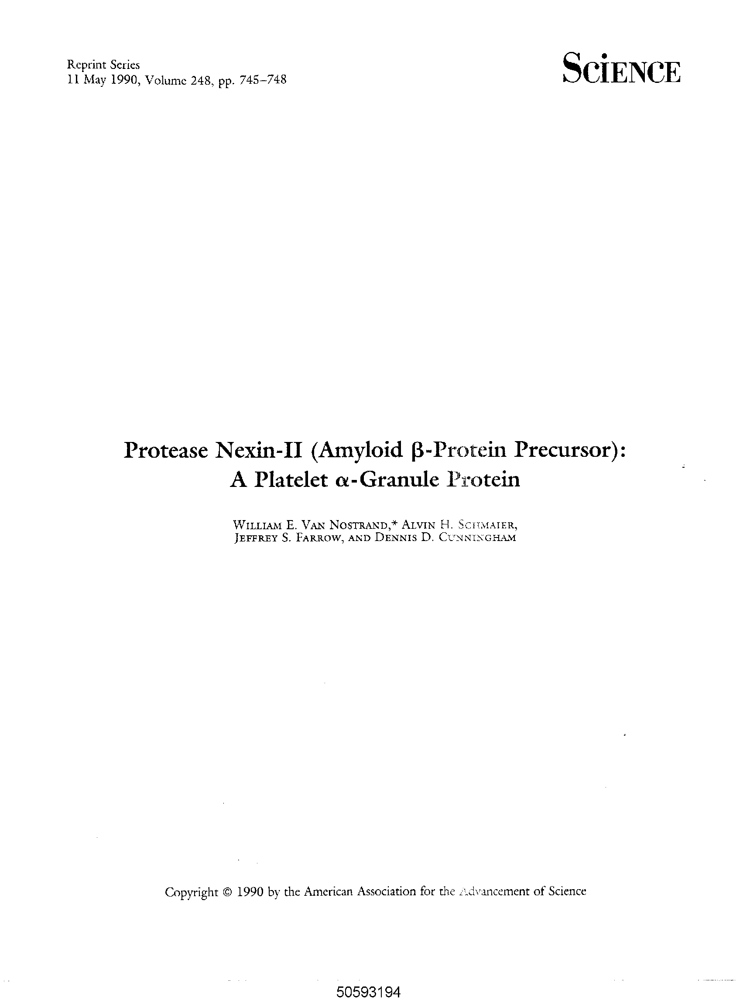 Reprint Series
11 May 1990, Volume 248, pp. 745–748
SCiENCE
Protease Nexin-II (Amyloid β-Protein Precursor):
A Platelet α-Granule Protein
WILLIAM E. VAN NOSTRAND,* ALVIN H. SCHMAIER,
JEFFREY S. FARROW, AND DENNIS D. CUNNINGHAM
Copyright © 1990 by the American Association for the Advancement of Science
50593194